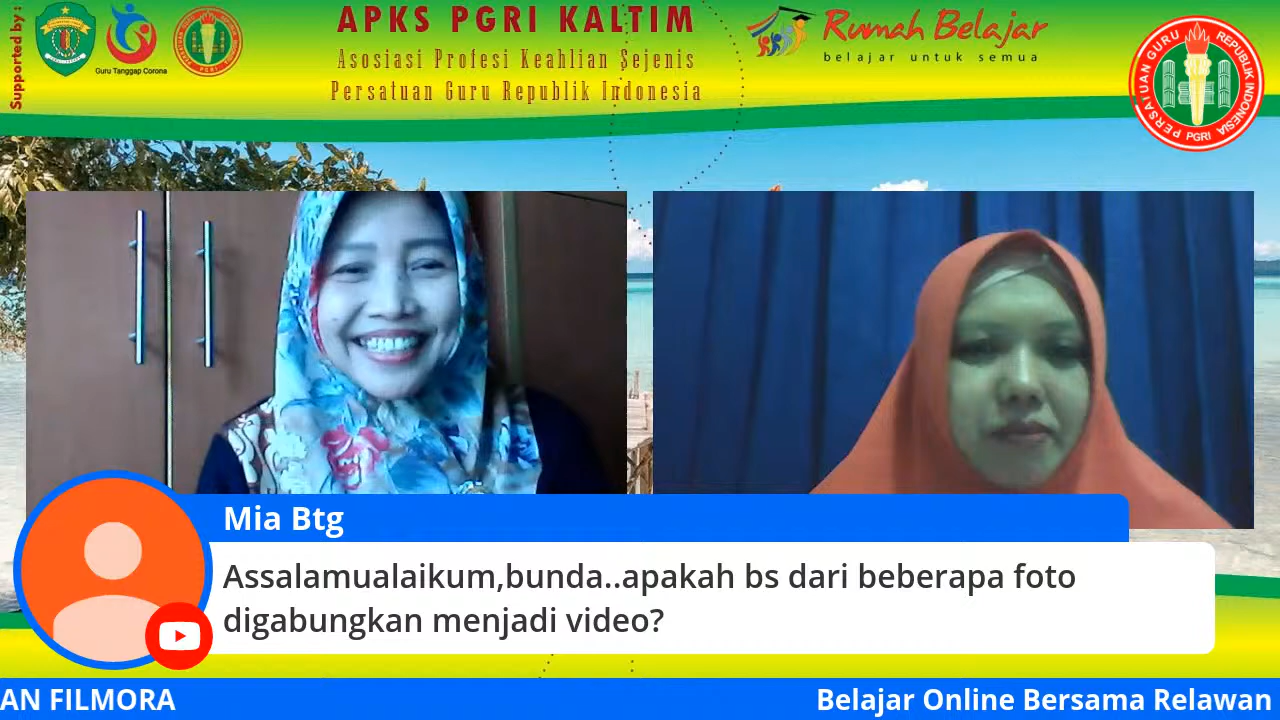 Supported by :
Guru Tanggap Corona
PGRI
APKS PGRI KALTIM
Asosiasi Profesi Keahlian Sejenis
Persatuan Guru Republik Indonesia
Rumah Belajar
belajar untuk semua
PERSATUAN GURU REPUBLIK INDONESIA
PGRI
Mia Btg
Assalamualaikum,bunda..apakah bs dari beberapa foto
digabungkan menjadi video?
AN FILMORA
Belajar Online Bersama Relawan